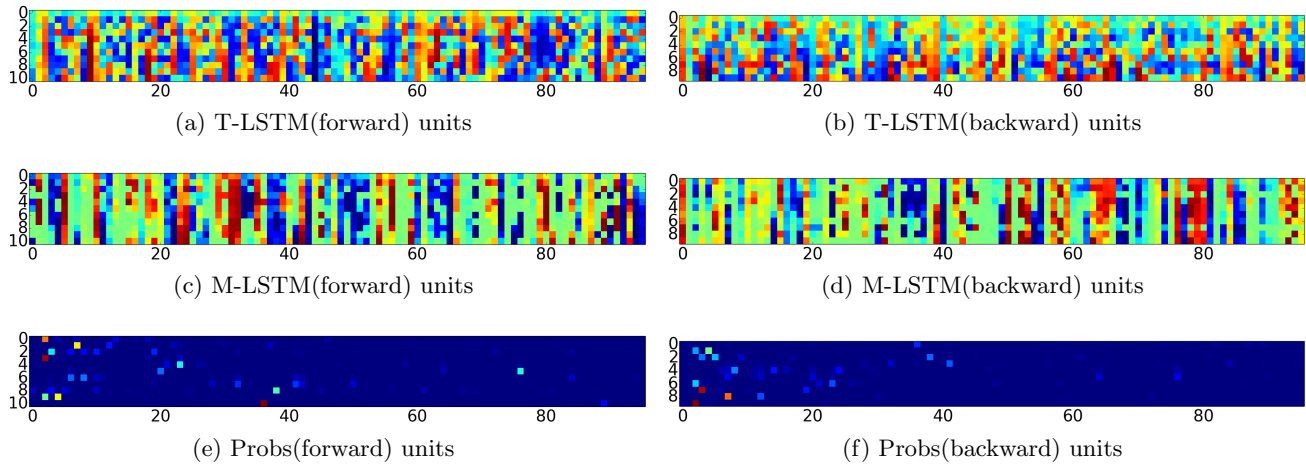 0
2
4
6
8
10
0 20 40 60 80
(a) T-LSTM(forward) units
0
2
4
6
8
0 20 40 60 80
(b) T-LSTM(backward) units
0
2
4
6
8
10
0 20 40 60 80
(c) M-LSTM(forward) units
0
2
4
6
8
0 20 40 60 80
(d) M-LSTM(backward) units
0
2
4
6
8
10
0 20 40 60 80
(e) Probs(forward) units
0
2
4
6
8
0 20 40 60 80
(f) Probs(backward) units